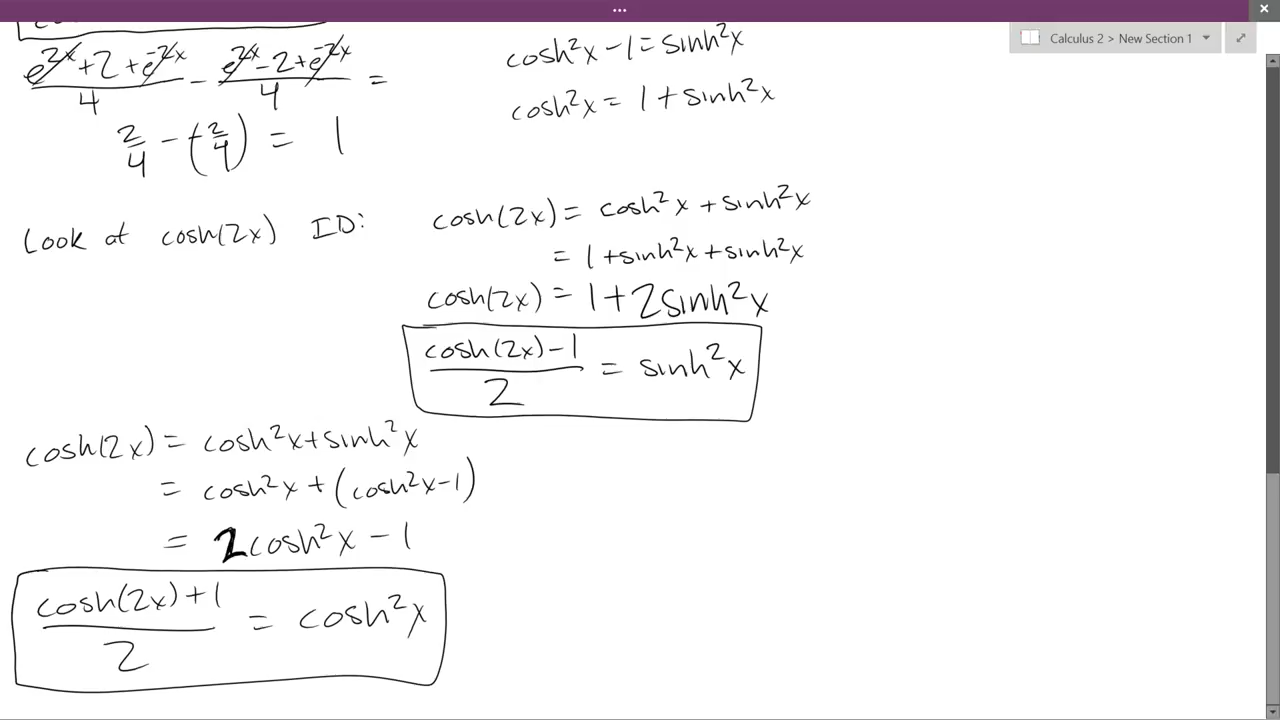 Calculus 2 > New Section 1
e^2x + 2 + e^-2x / 4 - e^2x - 2 + e^-2x / 4 =
2/4 - (-2/4) = 1
cosh²x - 1 = sinh²x
cosh²x = 1 + sinh²x
Look at cosh(2x) ID:
cosh(2x) = cosh²x + sinh²x
= 1 + sinh²x + sinh²x
cosh(2x) = 1 + 2sinh²x
cosh(2x) - 1 / 2 = sinh²x
cosh(2x) = cosh²x + sinh²x
= cosh²x + (cosh²x - 1)
= 2cosh²x - 1
cosh(2x) + 1 / 2 = cosh²x